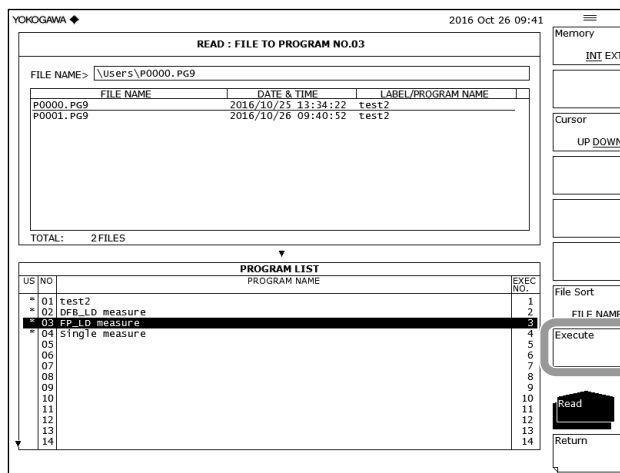 YOKOGAWA ◆ 2016 Oct 26 09:41
READ : FILE TO PROGRAM NO.03
FILE NAME> \Users\P0000.PG9
FILE NAME DATE & TIME LABEL/PROGRAM NAME
P0000.PG9 2016/10/25 13:34:22 test2
P0001.PG9 2016/10/26 09:40:52 test2
TOTAL: 2FILES
▼
PROGRAM LIST
US NO PROGRAM NAME EXEC NO.
* 01 test2 1
* 02 DFB_LD measure 2
* 03 FP_LD measure 3
* 04 Single measure 4
05 5
06 6
07 7
08 8
09 9
10 10
11 11
12 12
13 13
14 14
Memory
INT EXT
Cursor
UP DOWN
File Sort
FILE NAME
Execute
Read
Return